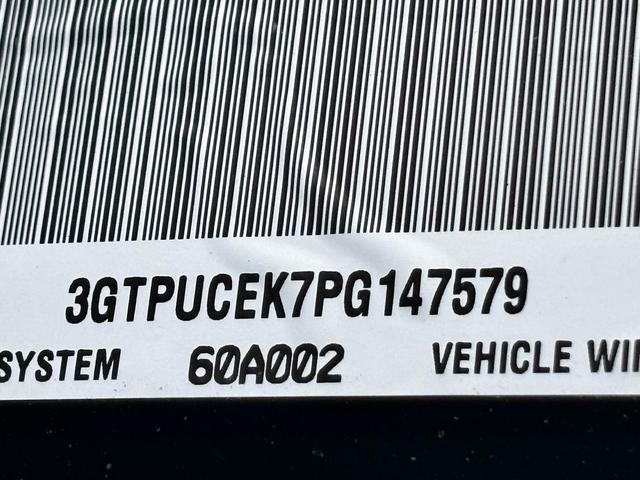 3GTPUCEK7PG147579
SYSTEM 60A002 VEHICLE